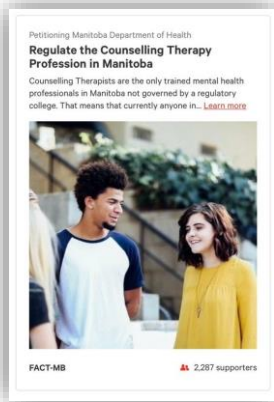 Petitioning Manitoba Department of Health
Regulate the Counselling Therapy
Profession in Manitoba
Counselling Therapists are the only trained mental health
professionals in Manitoba not governed by a regulatory
college. That means that currently anyone in... Learn more
FACT-MB
2,287 supporters